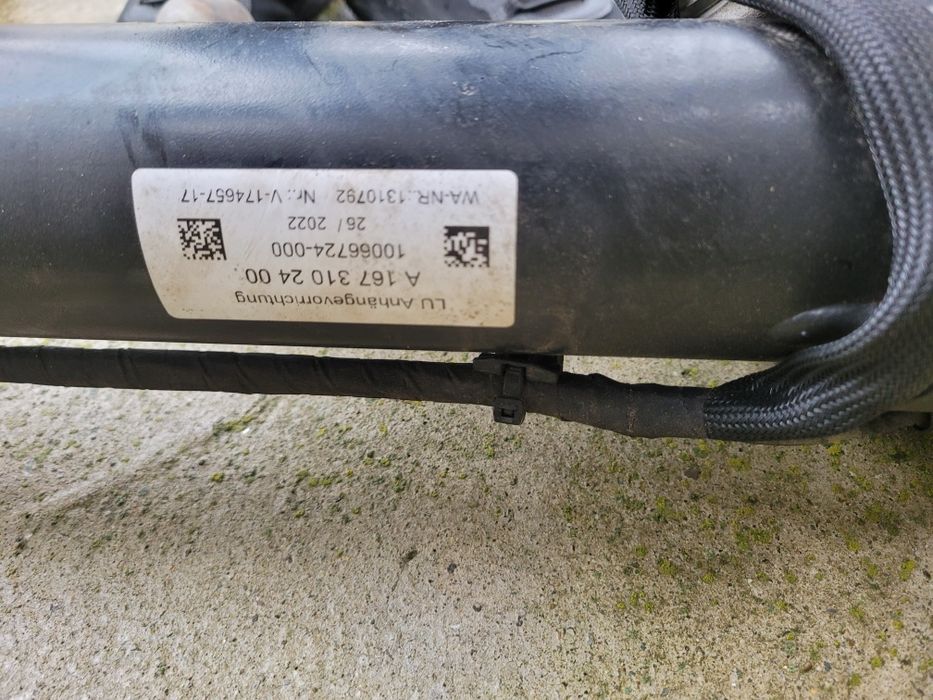 LU Anhängevorrichtung
A 167 310 24 00
10066724-000
26 / 2022
WA-NR.:1310792 Nr.: V-174657-17